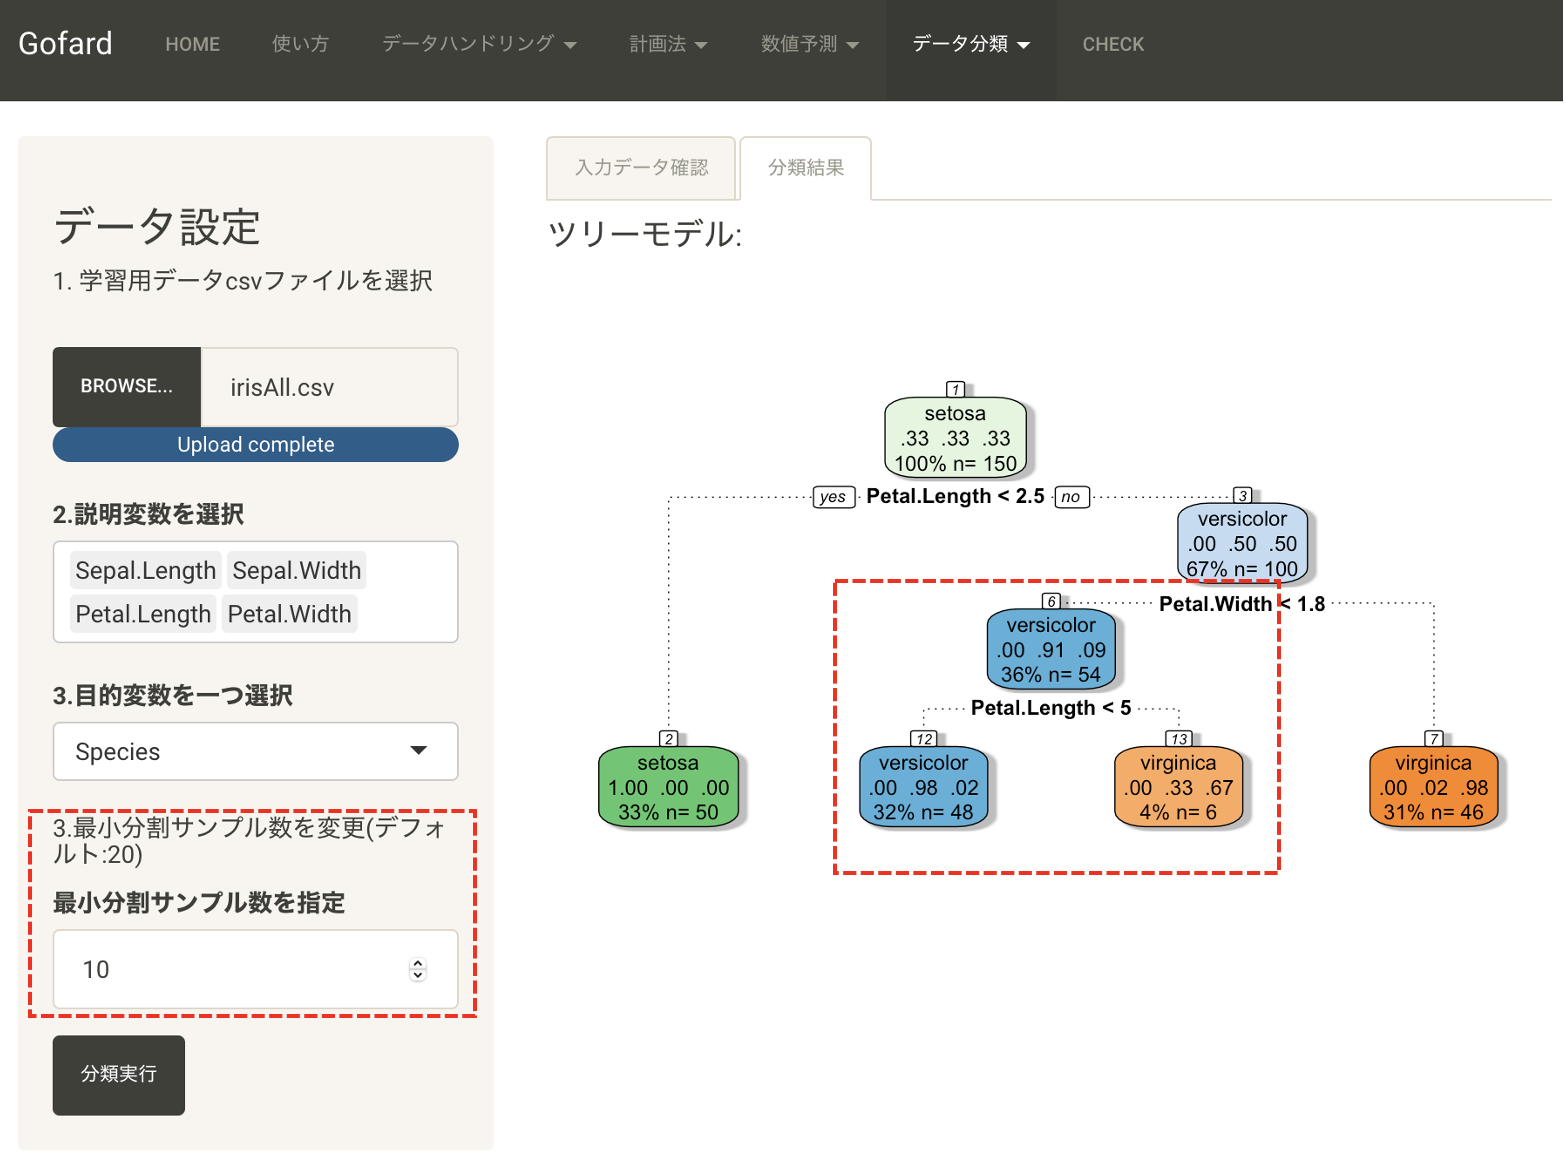 Gofard HOME 使い方 データハンドリング 計画法 数値予測 データ分類 CHECK
データ設定
1. 学習用データcsvファイルを選択
BROWSE... irisAll.csv
Upload complete
2.説明変数を選択
Sepal.Length Sepal.Width
Petal.Length Petal.Width
3.目的変数を一つ選択
Species
3.最小分割サンプル数を変更(デフォ
ルト:20)
最小分割サンプル数を指定
10
分類実行
入力データ確認 分類結果
ツリーモデル:
1
setosa
.33 .33 .33
100% n= 150
yes Petal.Length < 2.5 no
3
versicolor
.00 .50 .50
67% n= 100
Petal.Width < 1.8
6
versicolor
.00 .91 .09
36% n= 54
Petal.Length < 5
2
setosa
1.00 .00 .00
33% n= 50
12
versicolor
.00 .98 .02
32% n= 48
13
virginica
.00 .33 .67
4% n= 6
7
virginica
.00 .02 .98
31% n= 46